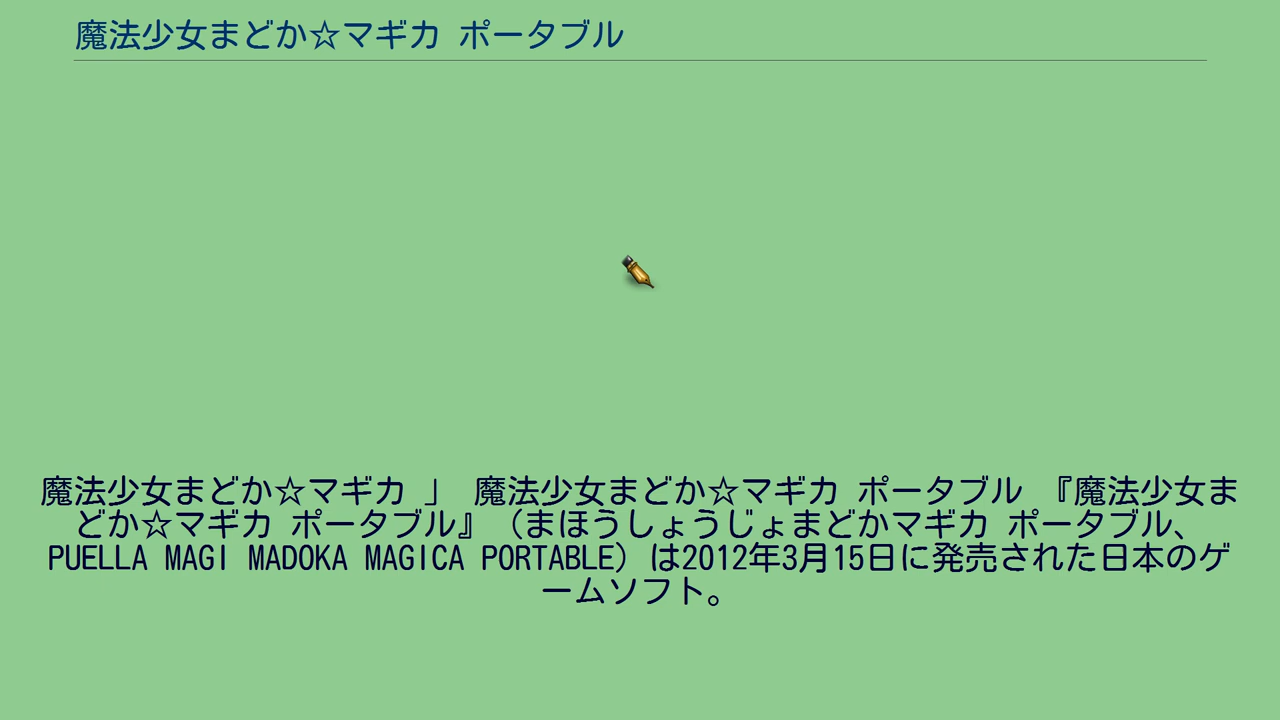 魔法少女まどか☆マギカ ポータブル
魔法少女まどか☆マギカ 」 魔法少女まどか☆マギカ ポータブル 『魔法少女ま
どか☆マギカ ポータブル』（まほうしょうじょまどかマギカ ポータブル、
PUELLA MAGI MADOKA MAGICA PORTABLE）は2012年3月15日に発売された日本のゲ
ームソフト。